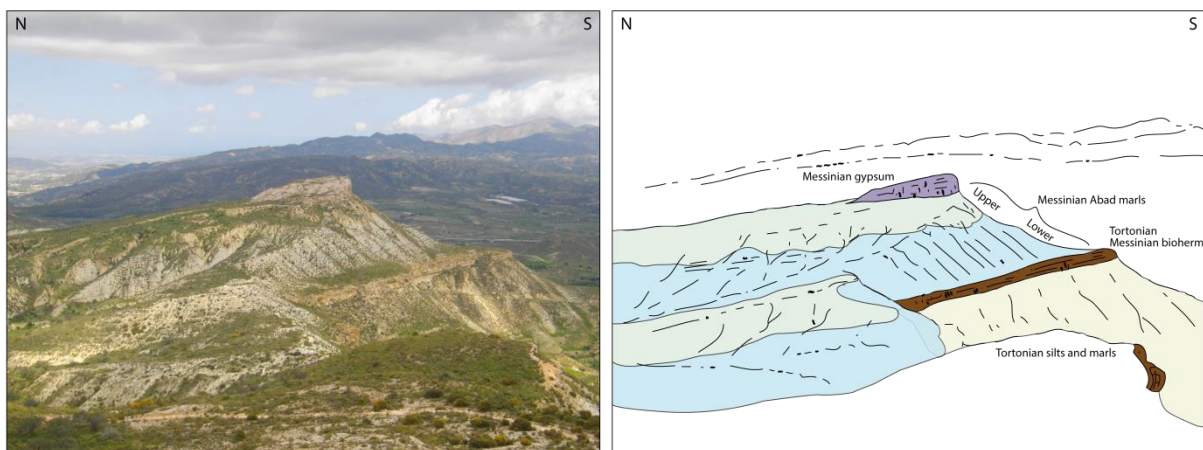 N
S
N
S
Messinian gypsum
Upper
Messinian Abad marls
Lower
Tortonian
Messinian bioherm
Tortonian silts and marls